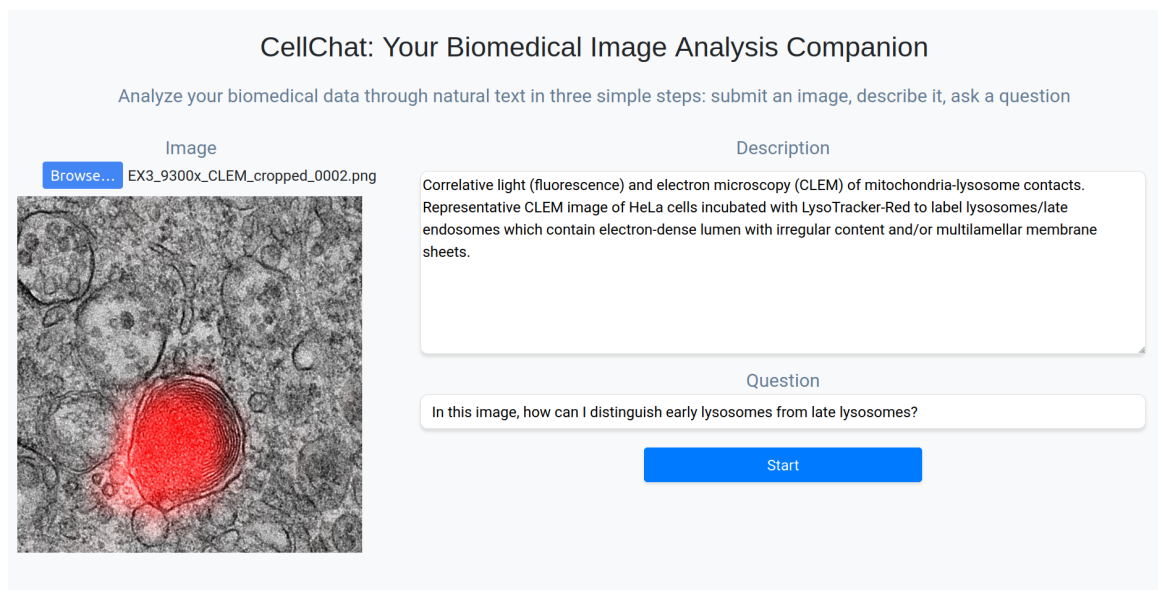 CellChat: Your Biomedical Image Analysis Companion
Analyze your biomedical data through natural text in three simple steps: submit an image, describe it, ask a question
Image
Browse... EX3_9300x_CLEM_cropped_0002.png
Description
Correlative light (fluorescence) and electron microscopy (CLEM) of mitochondria-lysosome contacts.
Representative CLEM image of HeLa cells incubated with LysoTracker-Red to label lysosomes/late
endosomes which contain electron-dense lumen with irregular content and/or multilamellar membrane
sheets.
Question
In this image, how can I distinguish early lysosomes from late lysosomes?
Start